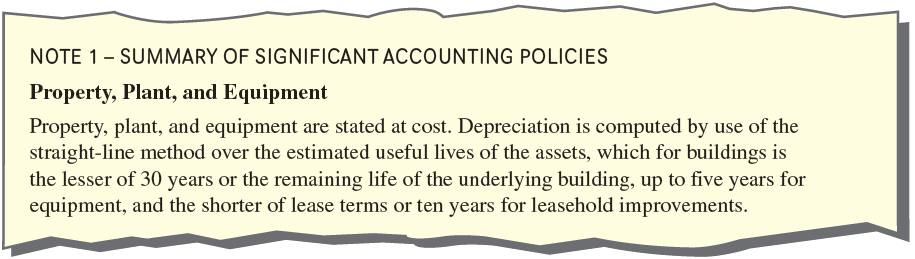 NOTE 1 – SUMMARY OF SIGNIFICANT ACCOUNTING POLICIES
Property, Plant, and Equipment
Property, plant, and equipment are stated at cost. Depreciation is computed by use of the
straight-line method over the estimated useful lives of the assets, which for buildings is
the lesser of 30 years or the remaining life of the underlying building, up to five years for
equipment, and the shorter of lease terms or ten years for leasehold improvements.